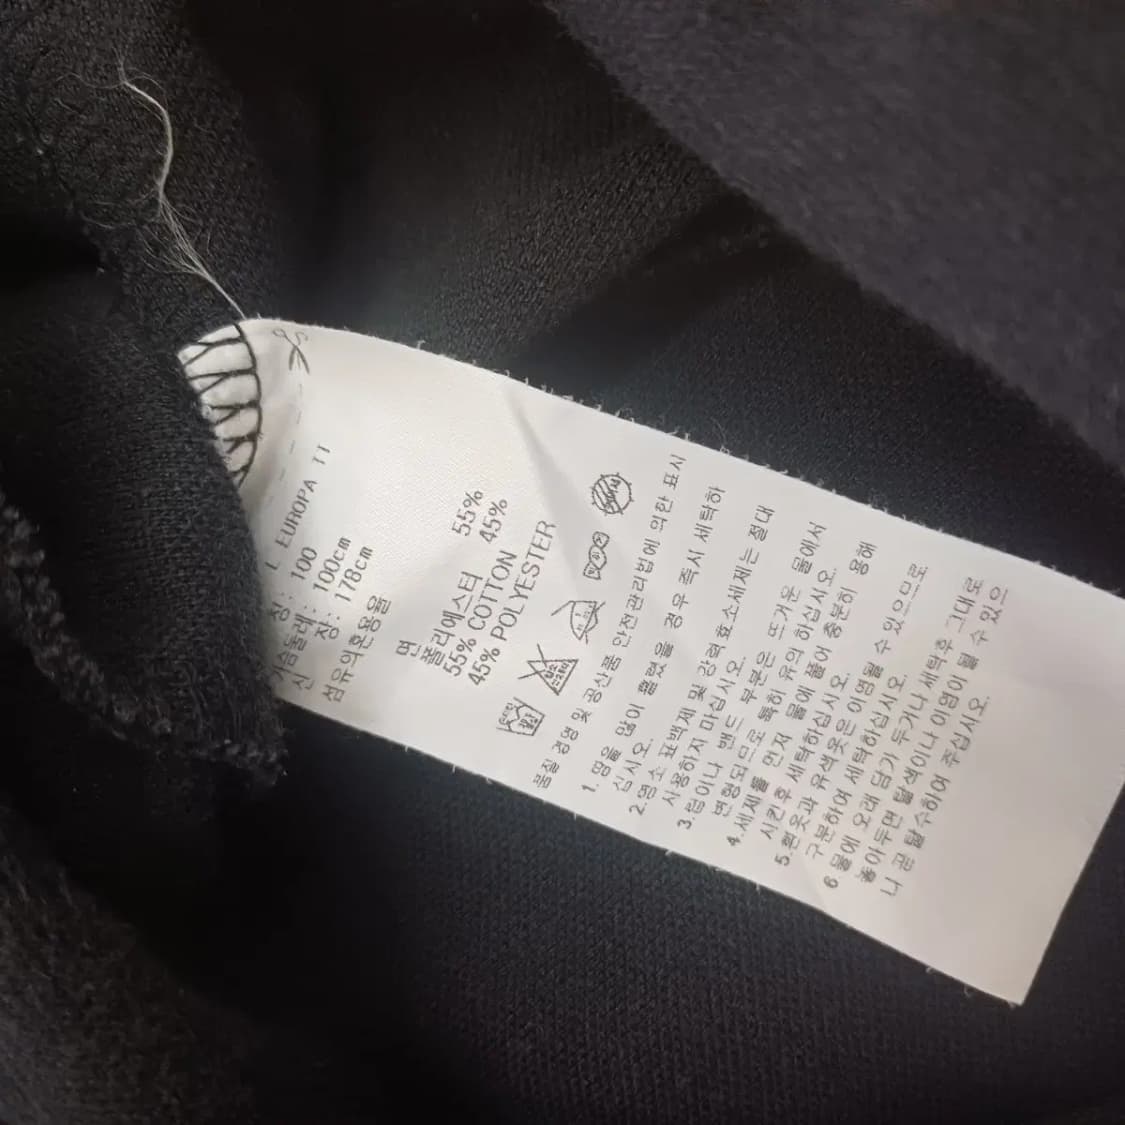 L EUROPA TI
정: 100
가슴둘레: 100cm
신 장: 178cm
섬유의혼용율
면 55%
폴리에스터 45%
55% COTTON
45% POLYESTER
품질경영 및 공산품 안전관리법에 의한 표시
1. 땀을 많이 흘렸을 경우 즉시 세탁하
십시오.
2.염소 표백제 및 강력 효소세제는 절대
사용하지 마십시오.
3.립이나 밴드 부분은 뜨거운 물에서
변형되므로 특히 유의 하십시오.
4.세제를 먼저 물에 풀어 충분히 용해
시킨후 세탁하십시오.
5.흰옷과 유색옷은 이염될 수 있으므로
구분하여 세탁하십시오.
6 물에 오래 담가 두거나 세탁후 그대로
놓아두면 탈색이나 이염이 될 수 있으
니 곧 탈수하여 주십시오.